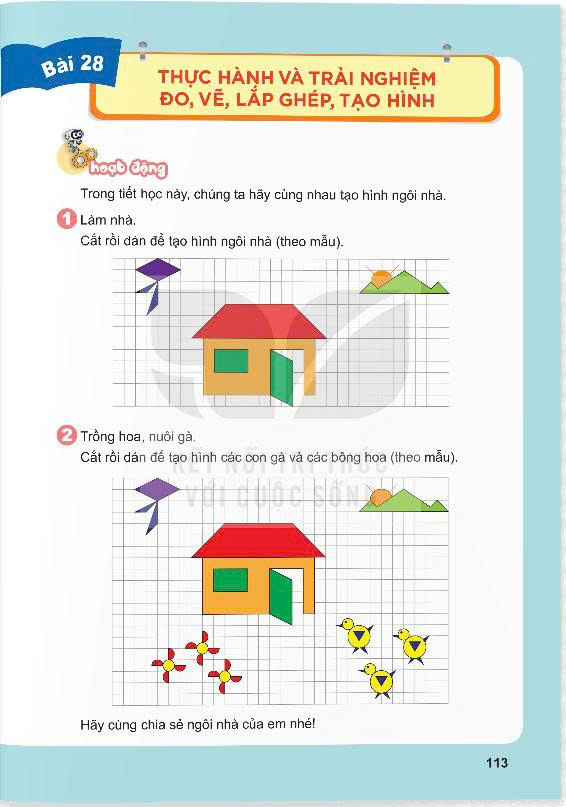 Bài 28
THỰC HÀNH VÀ TRẢI NGHIỆM
ĐO, VẼ, LẮP GHÉP, TẠO HÌNH
hoạt động
Trong tiết học này, chúng ta hãy cùng nhau tạo hình ngôi nhà.
1 Làm nhà.
Cắt rồi dán để tạo hình ngôi nhà (theo mẫu).
2 Trồng hoa, nuôi gà.
Cắt rồi dán để tạo hình các con gà và các bông hoa (theo mẫu).
KẾT NỐI TRI THỨC
VỚI CUỘC SỐNG
Hãy cùng chia sẻ ngôi nhà của em nhé!
113